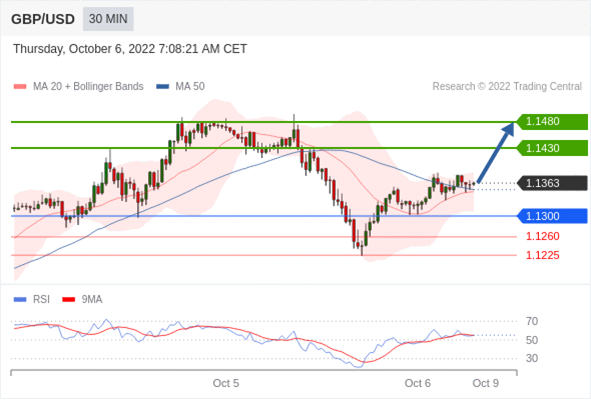 GBP/USD 30 MIN
Thursday, October 6, 2022 7:08:21 AM CET
MA 20 + Bollinger Bands MA 50 Research © 2022 Trading Central
1.1480
1.1430
1.1363
1.1300
1.1260
1.1225
RSI 9MA
70
50
30
Oct 5 Oct 6 Oct 9